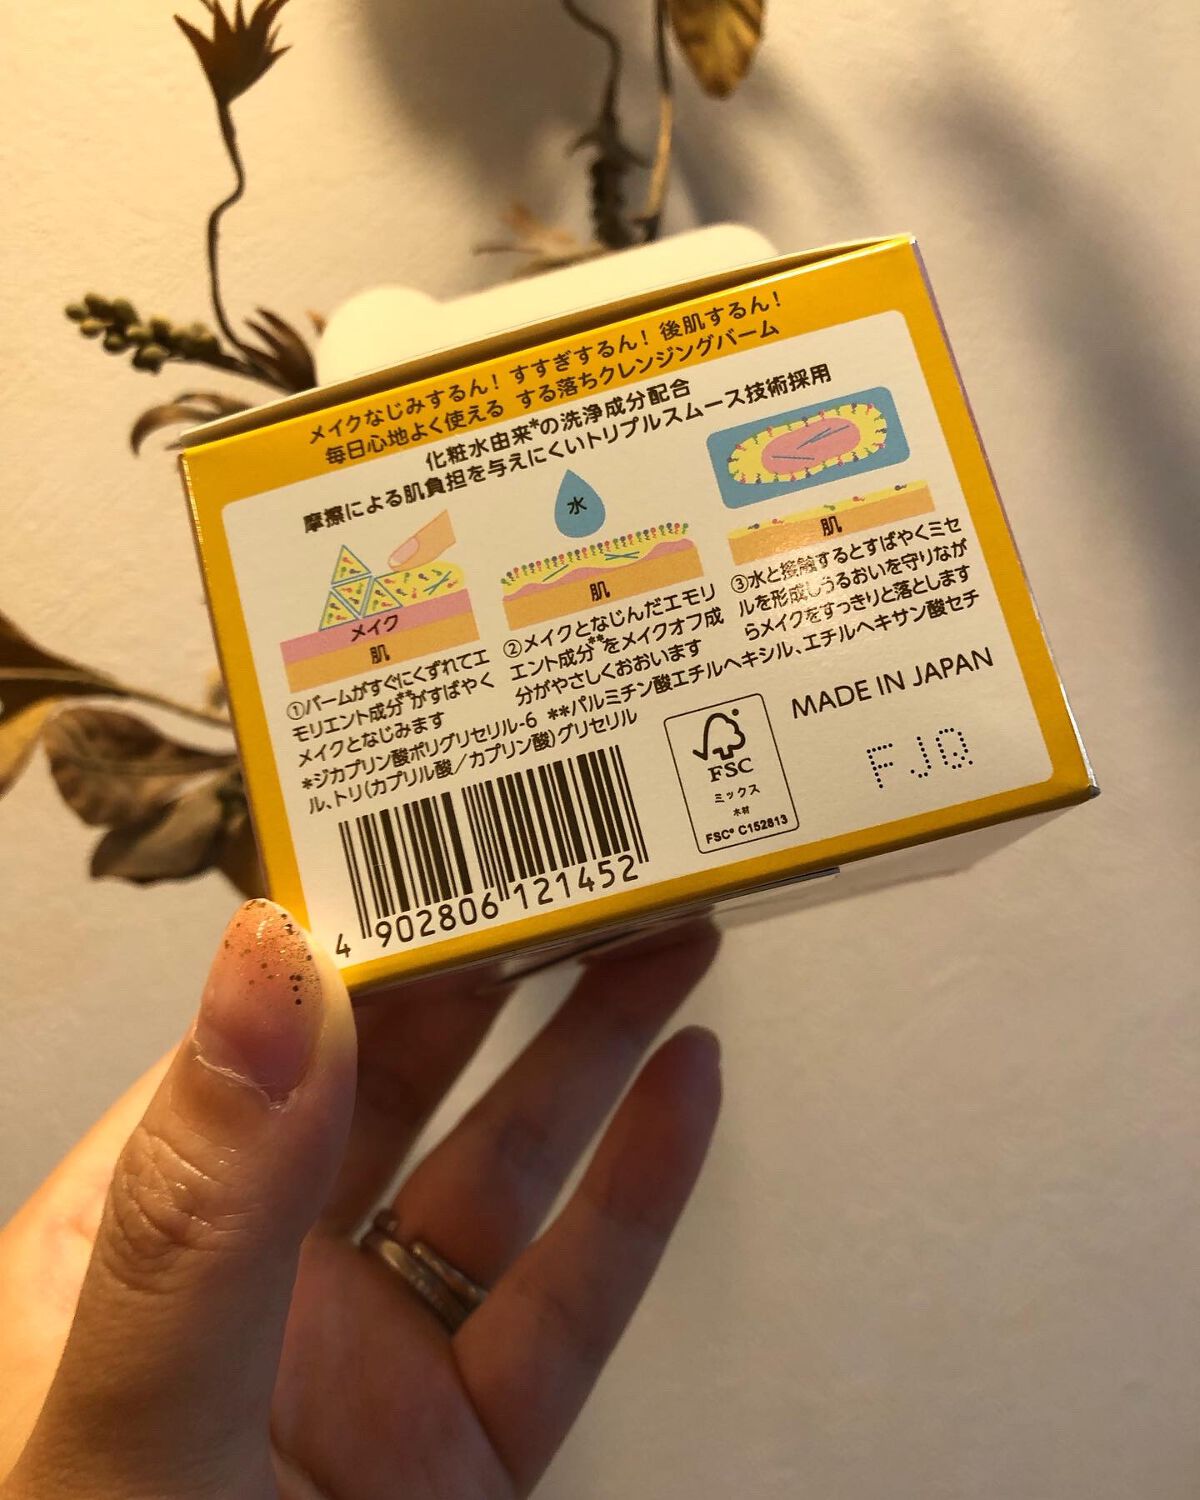 メイクなじみするん！すすぎするん！後肌するん！
毎日心地よく使える する落ちクレンジングバーム
化粧水由来*の洗浄成分配合
摩擦による肌負担を与えにくいトリプルスムース技術採用
メイク
肌
①バームがすぐにくずれてエ
モリエント成分**がすばやく
メイクとなじみます
水
肌
②メイクとなじんだエモリ
エント成分**をメイクオフ成
分がやさしくおおいます
肌
③水と接触するとすばやくミセ
ルを形成しうるおいを守りなが
らメイクをすっきりと落とします
*ジカプリン酸ポリグリセリル-6 **パルミチン酸エチルヘキシル、エチルヘキサン酸セチ
ル、トリ(カプリル酸/カプリン酸)グリセリル
4 902806 121452
FSC
ミックス
木材
FSC® C152813
MADE IN JAPAN
FJQ